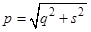 p = √(q² + s²)